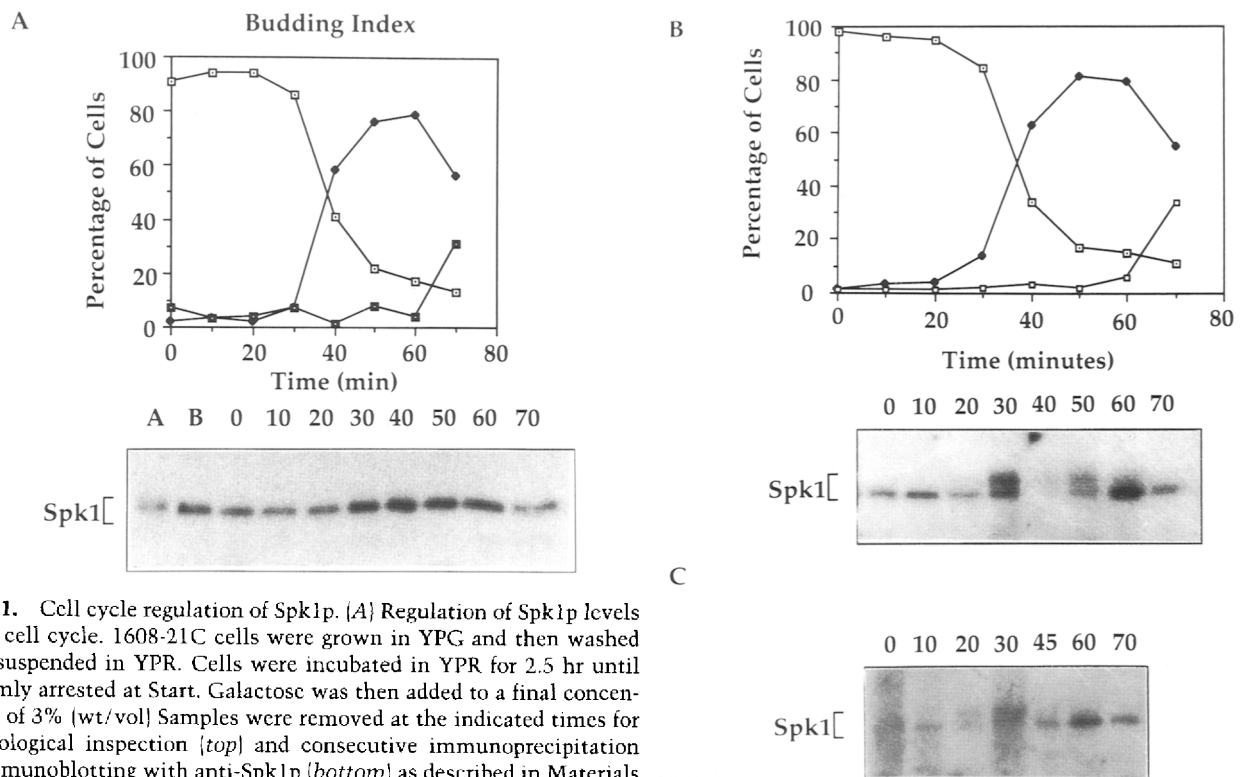 A
Budding Index
Percentage of Cells
100
80
60
40
20
0
0 20 40 60 80
Time (min)
A B 0 10 20 30 40 50 60 70
Spk1[
1. Cell cycle regulation of Spk1p. (A) Regulation of Spk1p levels
cell cycle. 1608-21C cells were grown in YPG and then washed
suspended in YPR. Cells were incubated in YPR for 2.5 hr until
mly arrested at Start. Galactose was then added to a final concen-
of 3% (wt/vol) Samples were removed at the indicated times for
ological inspection (top) and consecutive immunoprecipitation
munoblotting with anti-Spk1p (bottom) as described in Materials
B
Percentage of Cells
100
80
60
40
20
0
0 20 40 60 80
Time (minutes)
0 10 20 30 40 50 60 70
Spk1[
C
0 10 20 30 45 60 70
Spk1[